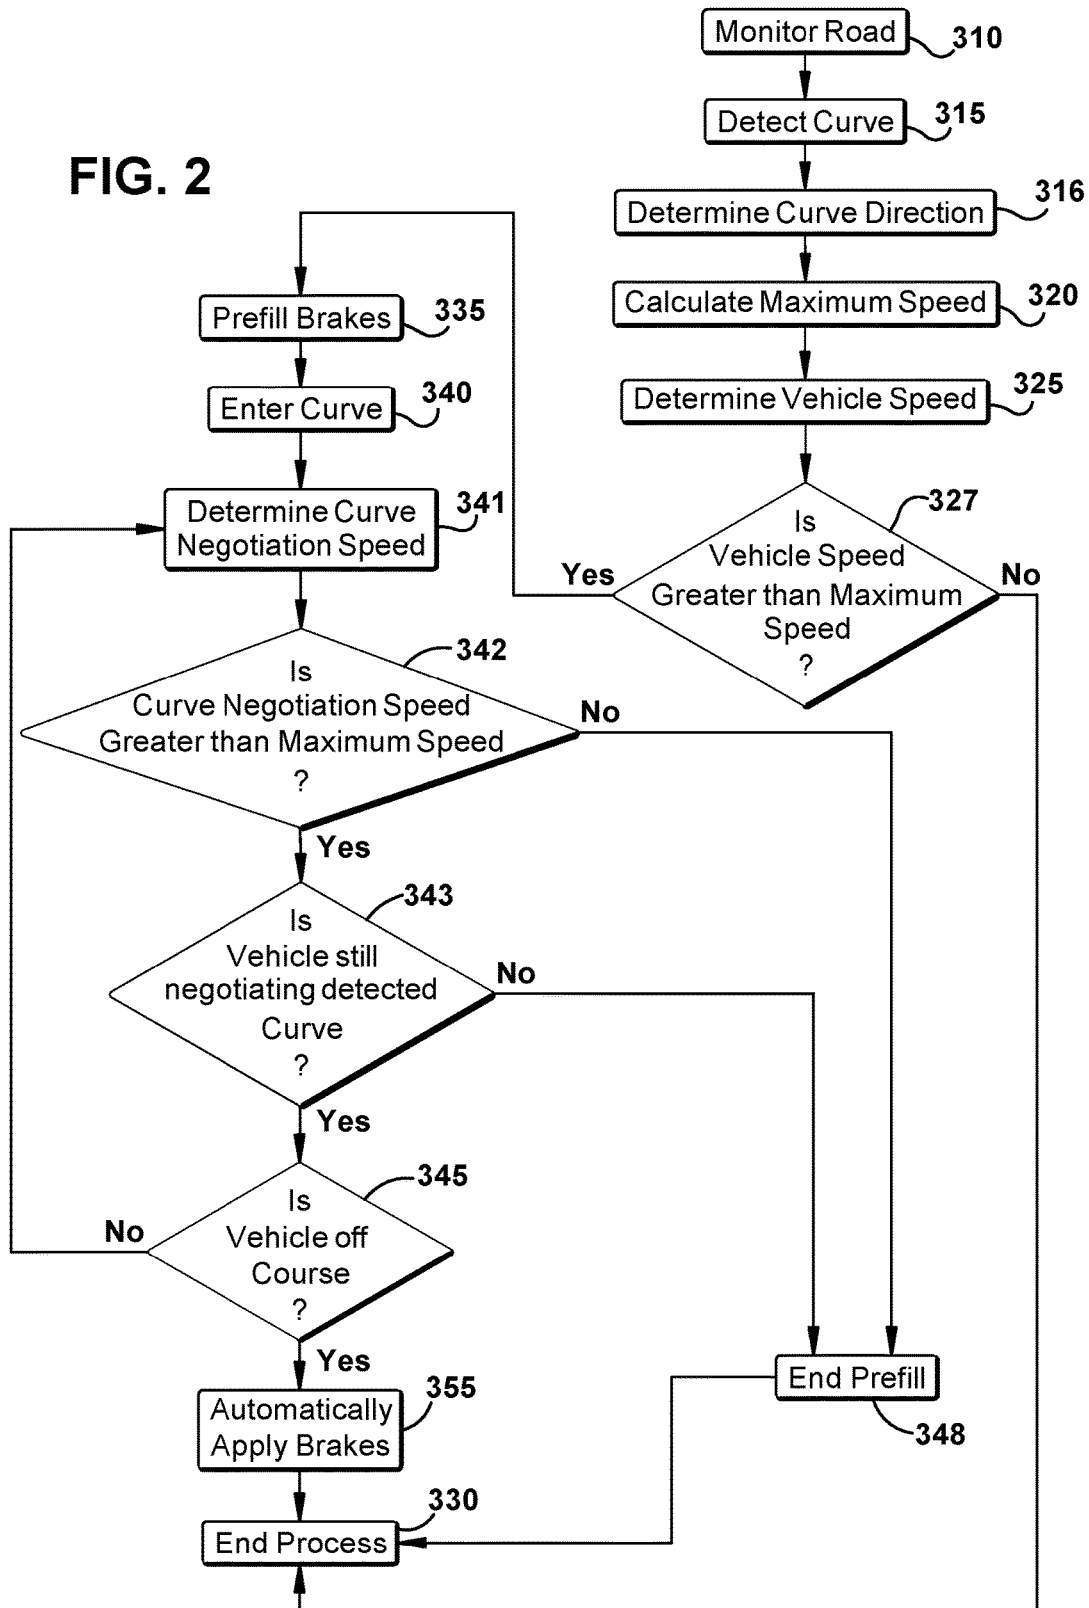 FIG. 2
Monitor Road
310
Detect Curve
315
Determine Curve Direction
316
Calculate Maximum Speed
320
Determine Vehicle Speed
325
Is
Vehicle Speed
Greater than Maximum
Speed
?
327
Yes
No
Prefill Brakes
335
Enter Curve
340
Determine Curve
Negotiation Speed
341
Is
Curve Negotiation Speed
Greater than Maximum Speed
?
342
No
Yes
Is
Vehicle still
negotiating detected
Curve
?
343
No
Yes
Is
Vehicle off
Course
?
345
No
Yes
Automatically
Apply Brakes
355
End Prefill
348
End Process
330